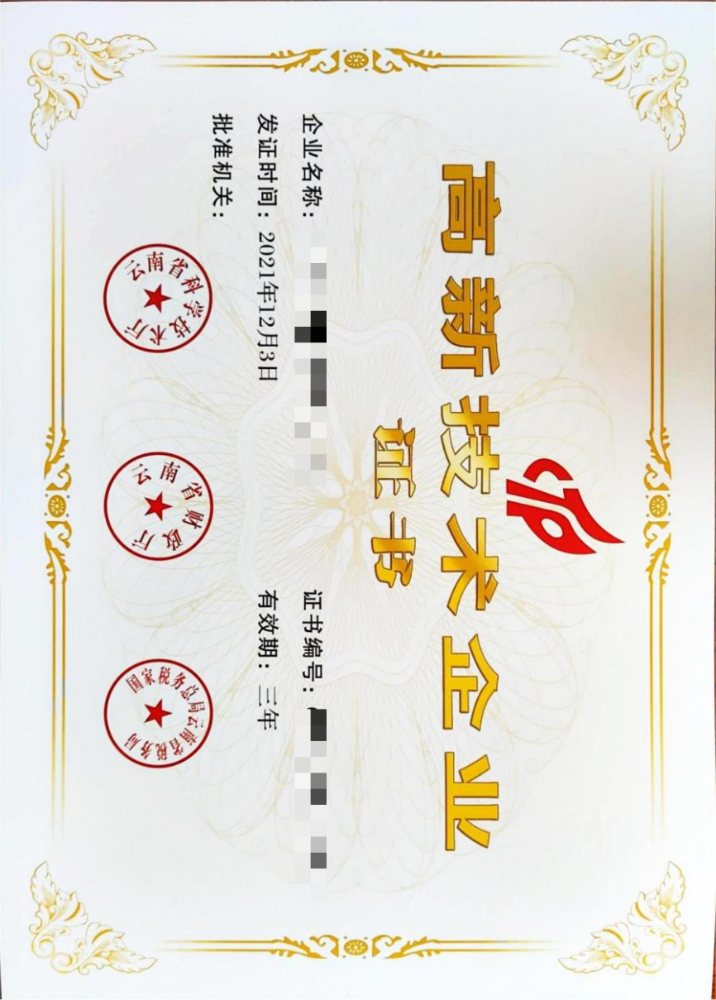 高新技术企业
证书
企业名称：
证书编号：
发证时间：2021年12月3日
有效期：三年
批准机关：
云南省科学技术厅
云南省财政厅
国家税务总局云南省税务局